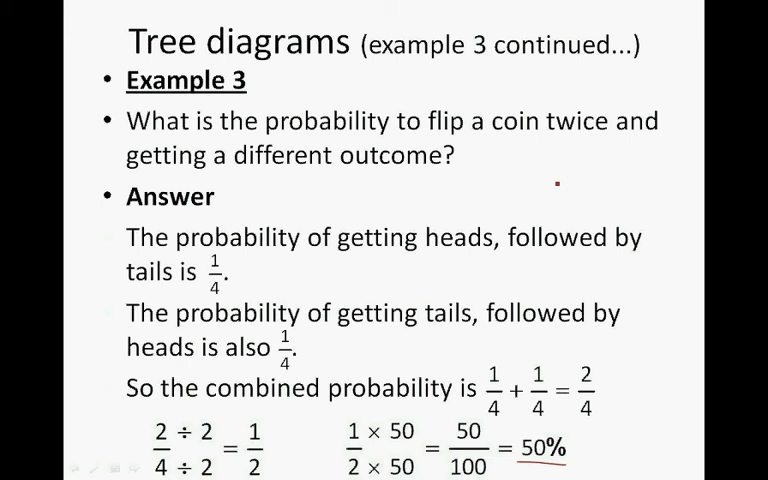 Tree diagrams (example 3 continued...)
• Example 3
• What is the probability to flip a coin twice and
getting a different outcome?
• Answer
The probability of getting heads, followed by
tails is 1/4.
The probability of getting tails, followed by
heads is also 1/4.
So the combined probability is 1/4 + 1/4 = 2/4
2 ÷ 2 / 4 ÷ 2 = 1/2 1 × 50 / 2 × 50 = 50/100 = 50%